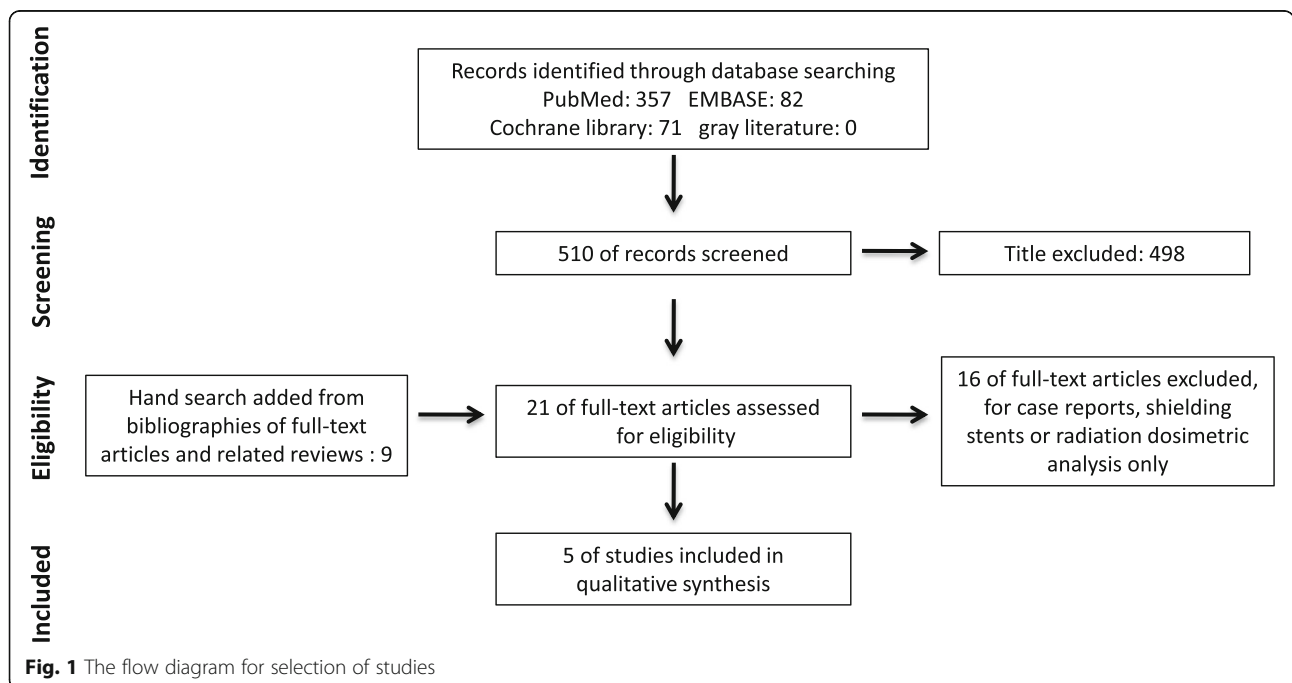 Identification
Records identified through database searching
PubMed: 357 EMBASE: 82
Cochrane library: 71 gray literature: 0
Screening
510 of records screened
Title excluded: 498
Eligibility
Hand search added from
bibliographies of full-text
articles and related reviews : 9
21 of full-text articles assessed
for eligibility
16 of full-text articles excluded,
for case reports, shielding
stents or radiation dosimetric
analysis only
Included
5 of studies included in
qualitative synthesis
Fig. 1 The flow diagram for selection of studies